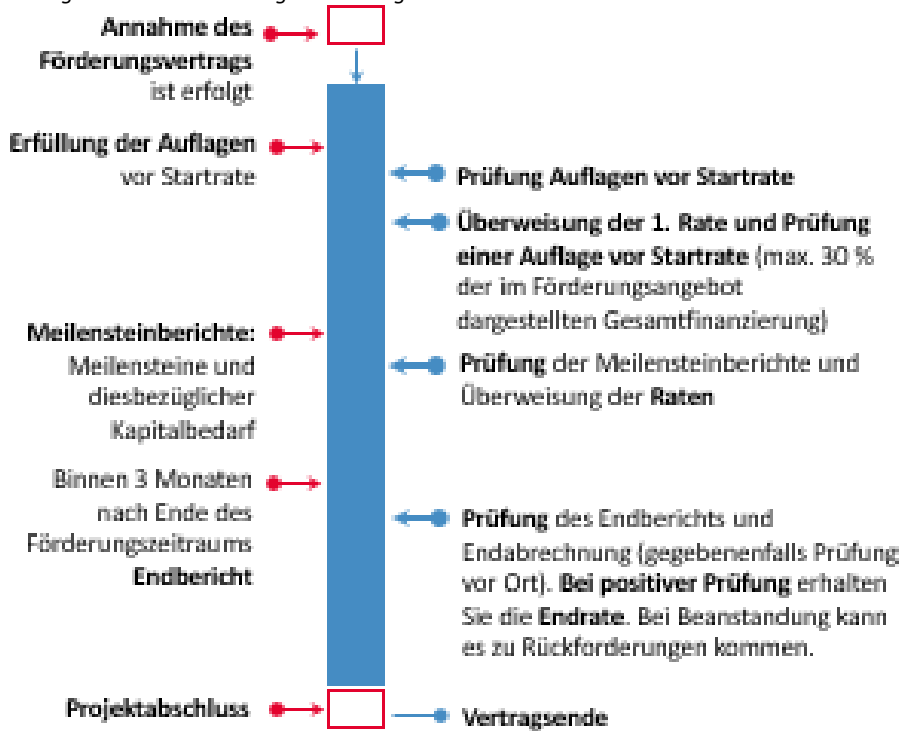 Annahme des
Förderungsvertrags
ist erfolgt
Erfüllung der Auflagen
vor Startrate
Prüfung Auflagen vor Startrate
Überweisung der 1. Rate und Prüfung
einer Auflage vor Startrate (max. 30 %
der im Förderungsangebot
dargestellten Gesamtfinanzierung)
Meilensteinberichte:
Meilensteine und
diesbezüglicher
Kapitalbedarf
Prüfung der Meilensteinberichte und
Überweisung der Raten
Binnen 3 Monaten
nach Ende des
Förderungszeitraums
Endbericht
Prüfung des Endberichts und
Endabrechnung (gegebenenfalls Prüfung
vor Ort). Bei positiver Prüfung erhalten
Sie die Endrate. Bei Beanstandung kann
es zu Rückforderungen kommen.
Projektabschluss
Vertragsende